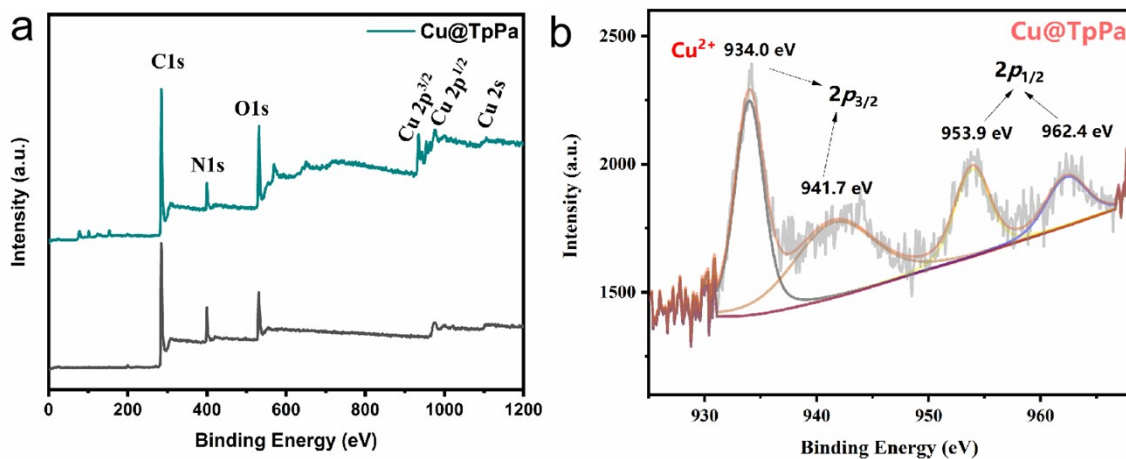 a
Cu@TpPa
C1s
N1s
O1s
Cu 2p3/2
Cu 2p1/2
Cu 2s
Intensity (a.u.)
0
200
400
600
800
1000
1200
Binding Energy (eV)
b
Cu@TpPa
Cu2+
934.0 eV
2p3/2
941.7 eV
2p1/2
953.9 eV
962.4 eV
2500
2000
1500
Intensity (a.u.)
930
940
950
960
Binding Energy (eV)